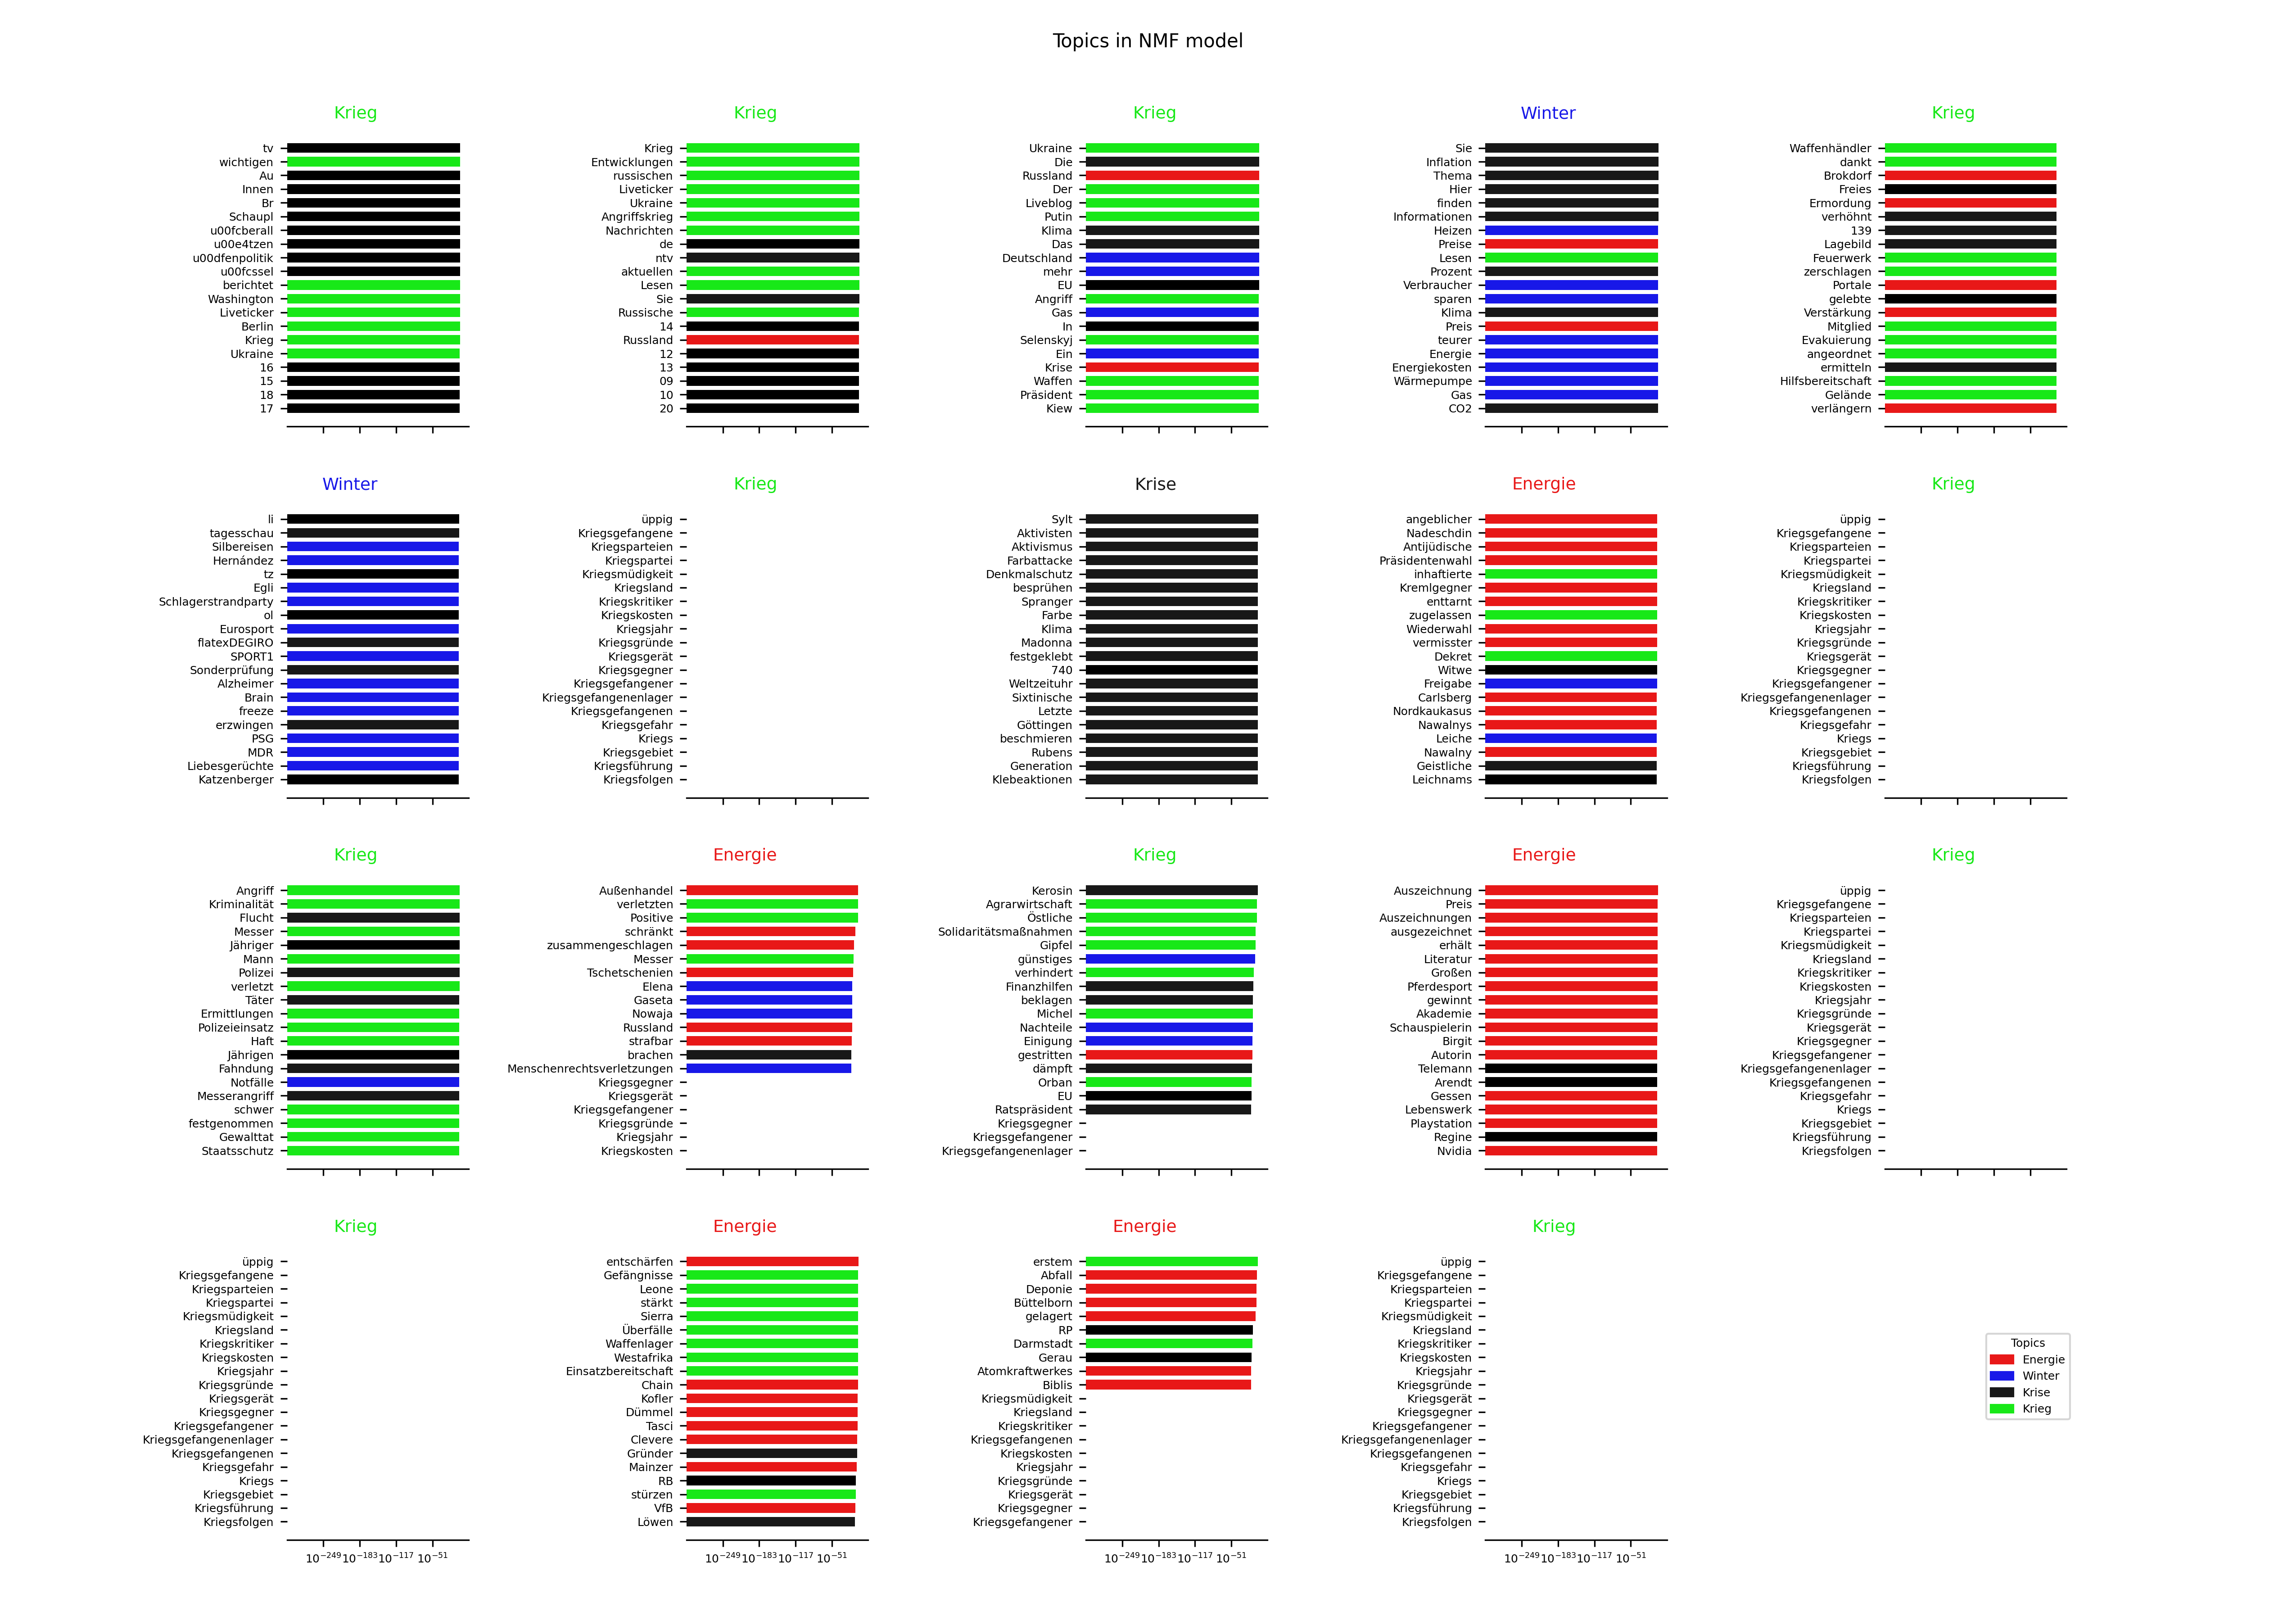 Topics in NMF model
Krieg
tv
wichtigen
Au
Innen
Br
Schaupl
u00fcberall
u00e4tzen
u00dfenpolitik
u00fcssel
berichtet
Washington
Liveticker
Berlin
Krieg
Ukraine
16
15
18
17
Krieg
Krieg
Entwicklungen
russischen
Liveticker
Ukraine
Angriffskrieg
Nachrichten
de
ntv
aktuellen
Lesen
Sie
Russische
14
Russland
12
13
09
10
20
Krieg
Ukraine
Die
Russland
Der
Liveblog
Putin
Klima
Das
Deutschland
mehr
EU
Angriff
Gas
In
Selenskyj
Ein
Krise
Waffen
Präsident
Kiew
Winter
Sie
Inflation
Thema
Hier
finden
Informationen
Heizen
Preise
Lesen
Prozent
Verbraucher
sparen
Klima
Preis
teurer
Energie
Energiekosten
Wärmepumpe
Gas
CO2
Krieg
Waffenhändler
dankt
Brokdorf
Freies
Ermordung
verhöhnt
139
Lagebild
Feuerwerk
zerschlagen
Portale
gelebte
Verstärkung
Mitglied
Evakuierung
angeordnet
ermitteln
Hilfsbereitschaft
Gelände
verlängern
Winter
li
tagesschau
Silbereisen
Hernández
tz
Egli
Schlagerstrandparty
ol
Eurosport
flatexDEGIRO
SPORT1
Sonderprüfung
Alzheimer
Brain
freeze
erzwingen
PSG
MDR
Liebesgerüchte
Katzenberger
Krieg
üppig
Kriegsgefangene
Kriegsparteien
Kriegspartei
Kriegsmüdigkeit
Kriegsland
Kriegskritiker
Kriegskosten
Kriegsjahr
Kriegsgründe
Kriegsgerät
Kriegsgegner
Kriegsgefangener
Kriegsgefangenenlager
Kriegsgefangenen
Kriegsgefahr
Kriegs
Kriegsgebiet
Kriegsführung
Kriegsfolgen
Krise
Sylt
Aktivisten
Aktivismus
Farbattacke
Denkmalschutz
besprühen
Spranger
Farbe
Klima
Madonna
festgeklebt
740
Weltzeituhr
Sixtinische
Letzte
Göttingen
beschmieren
Rubens
Generation
Klebeaktionen
Energie
angeblicher
Nadeschdin
Antijüdische
Präsidentenwahl
inhaftierte
Kremlgegner
enttarnt
zugelassen
Wiederwahl
vermisster
Dekret
Witwe
Freigabe
Carlsberg
Nordkaukasus
Nawalnys
Leiche
Nawalny
Geistliche
Leichnams
Krieg
üppig
Kriegsgefangene
Kriegsparteien
Kriegspartei
Kriegsmüdigkeit
Kriegsland
Kriegskritiker
Kriegskosten
Kriegsjahr
Kriegsgründe
Kriegsgerät
Kriegsgegner
Kriegsgefangener
Kriegsgefangenenlager
Kriegsgefangenen
Kriegsgefahr
Kriegs
Kriegsgebiet
Kriegsführung
Kriegsfolgen
Krieg
Angriff
Kriminalität
Flucht
Messer
Jähriger
Mann
Polizei
verletzt
Täter
Ermittlungen
Polizeieinsatz
Haft
Jährigen
Fahndung
Notfälle
Messerangriff
schwer
festgenommen
Gewalttat
Staatsschutz
Energie
Außenhandel
verletzten
Positive
schränkt
zusammengeschlagen
Messer
Tschetschenien
Elena
Gaseta
Nowaja
Russland
strafbar
brachen
Menschenrechtsverletzungen
Kriegsgegner
Kriegsgerät
Kriegsgefangener
Kriegsgründe
Kriegsjahr
Kriegskosten
Krieg
Kerosin
Agrarwirtschaft
Östliche
Solidaritätsmaßnahmen
Gipfel
günstiges
verhindert
Finanzhilfen
beklagen
Michel
Nachteile
Einigung
gestritten
dämpft
Orban
EU
Ratspräsident
Kriegsgegner
Kriegsgefangener
Kriegsgefangenenlager
Energie
Auszeichnung
Preis
Auszeichnungen
ausgezeichnet
erhält
Literatur
Großen
Pferdesport
gewinnt
Akademie
Schauspielerin
Birgit
Autorin
Telemann
Arendt
Gessen
Lebenswerk
Playstation
Regine
Nvidia
Krieg
üppig
Kriegsgefangene
Kriegsparteien
Kriegspartei
Kriegsmüdigkeit
Kriegsland
Kriegskritiker
Kriegskosten
Kriegsjahr
Kriegsgründe
Kriegsgerät
Kriegsgegner
Kriegsgefangener
Kriegsgefangenenlager
Kriegsgefangenen
Kriegsgefahr
Kriegs
Kriegsgebiet
Kriegsführung
Kriegsfolgen
Krieg
üppig
Kriegsgefangene
Kriegsparteien
Kriegspartei
Kriegsmüdigkeit
Kriegsland
Kriegskritiker
Kriegskosten
Kriegsjahr
Kriegsgründe
Kriegsgerät
Kriegsgegner
Kriegsgefangener
Kriegsgefangenenlager
Kriegsgefangenen
Kriegsgefahr
Kriegs
Kriegsgebiet
Kriegsführung
Kriegsfolgen
10⁻²⁴⁹ 10⁻¹⁸³ 10⁻¹¹⁷ 10⁻⁵¹
Energie
entschärfen
Gefängnisse
Leone
stärkt
Sierra
Überfälle
Waffenlager
Westafrika
Einsatzbereitschaft
Chain
Kofler
Dümmel
Tasci
Clevere
Gründer
Mainzer
RB
stürzen
VfB
Löwen
10⁻²⁴⁹ 10⁻¹⁸³ 10⁻¹¹⁷ 10⁻⁵¹
Energie
erstem
Abfall
Deponie
Büttelborn
gelagert
RP
Darmstadt
Gerau
Atomkraftwerkes
Biblis
Kriegsmüdigkeit
Kriegsland
Kriegskritiker
Kriegsgefangenen
Kriegskosten
Kriegsjahr
Kriegsgründe
Kriegsgerät
Kriegsgegner
Kriegsgefangener
10⁻²⁴⁹ 10⁻¹⁸³ 10⁻¹¹⁷ 10⁻⁵¹
Krieg
üppig
Kriegsgefangene
Kriegsparteien
Kriegspartei
Kriegsmüdigkeit
Kriegsland
Kriegskritiker
Kriegskosten
Kriegsjahr
Kriegsgründe
Kriegsgerät
Kriegsgegner
Kriegsgefangener
Kriegsgefangenenlager
Kriegsgefangenen
Kriegsgefahr
Kriegs
Kriegsgebiet
Kriegsführung
Kriegsfolgen
10⁻²⁴⁹ 10⁻¹⁸³ 10⁻¹¹⁷ 10⁻⁵¹
Topics
Energie
Winter
Krise
Krieg